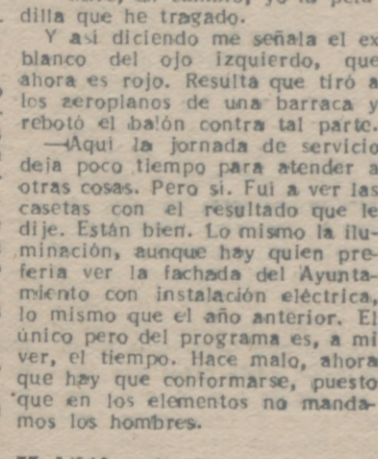 dilla que he tragado.
Y así diciendo me señala el ex
blanco del ojo izquierdo, que
ahora es rojo. Resulta que tiró a
los aeroplanos de una barraca y
rebotó el balón contra tal parte.
—Aquí la jornada de servicio
deja poco tiempo para atender a
otras cosas. Pero si. Fui a ver las
casetas con el resultado que le
dije. Están bien. Lo mismo la ilu-
minación, aunque hay quien pre-
feria ver la fachada del Ayunta-
miento con instalación eléctrica,
lo mismo que el año anterior. El
único pero del programa es, a mi
ver, el tiempo. Hace malo, ahora
que hay que conformarse, puesto
que en los elementos no manda-
mos los hombres.